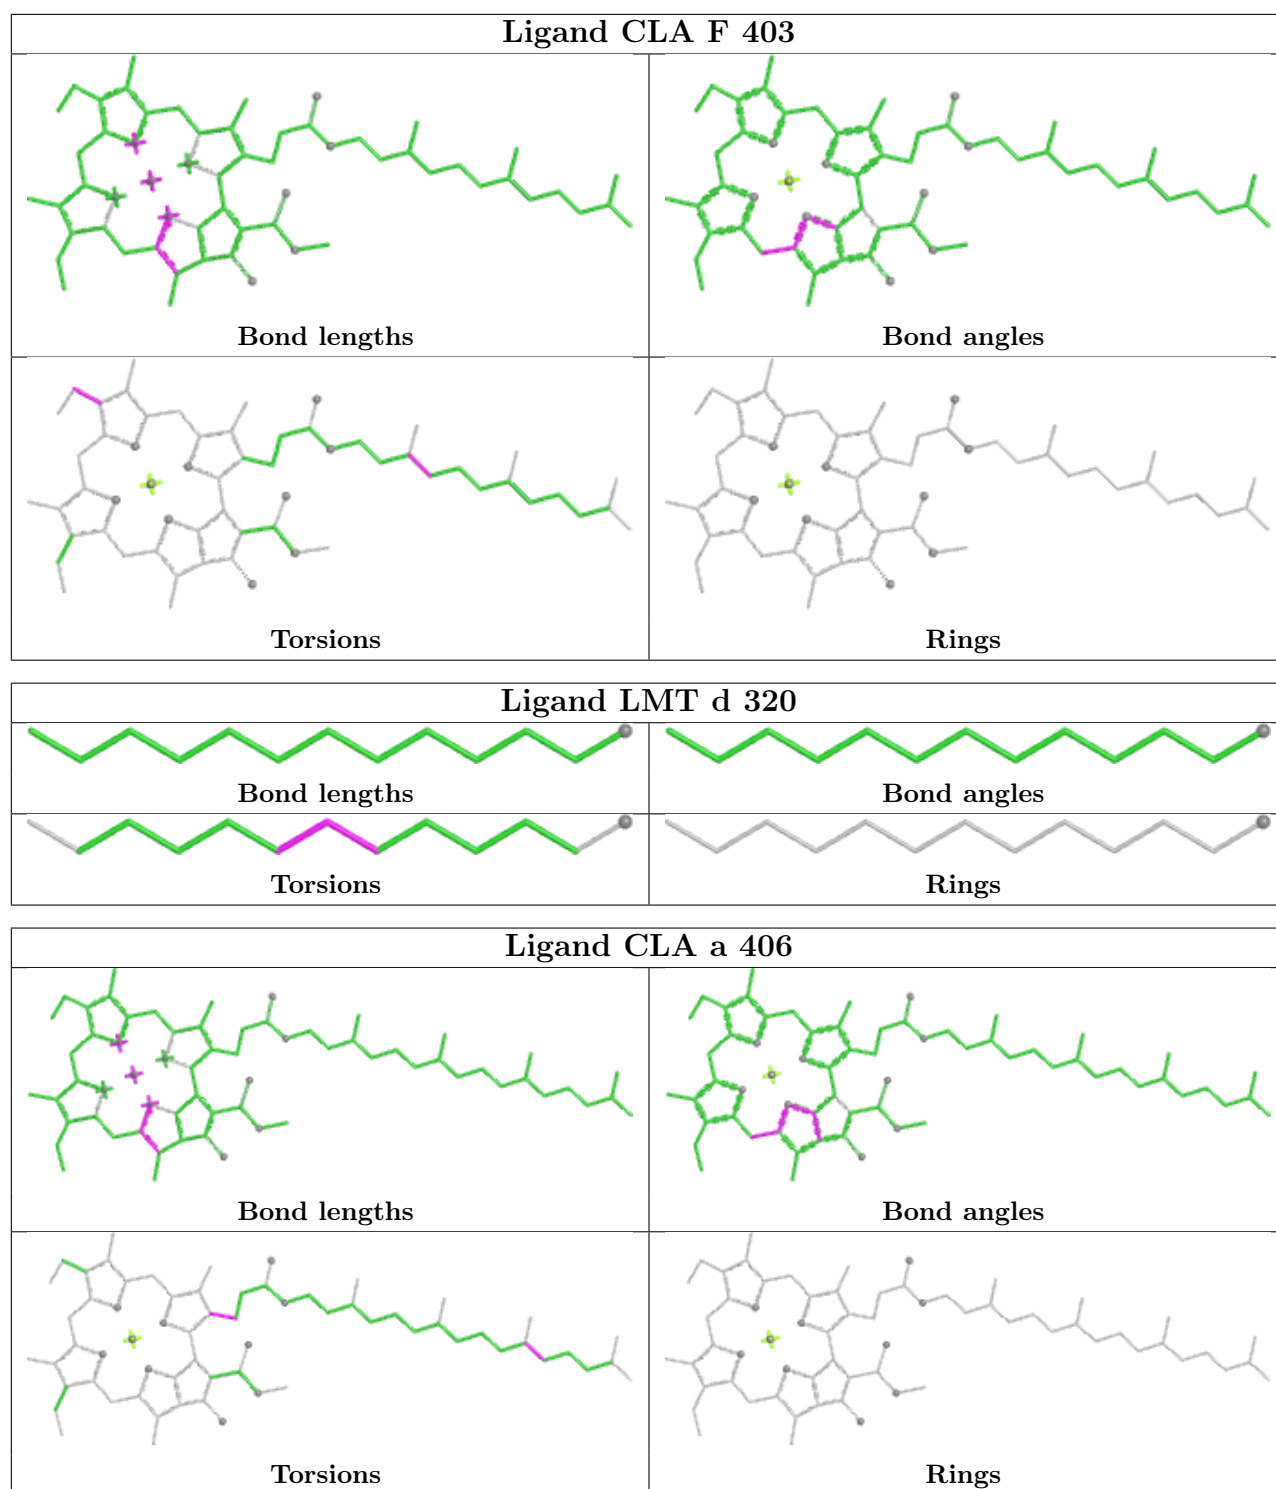 Ligand CLA F 403
Bond lengths
Bond angles
Torsions
Rings
Ligand LMT d 320
Bond lengths
Bond angles
Torsions
Rings
Ligand CLA a 406
Bond lengths
Bond angles
Torsions
Rings